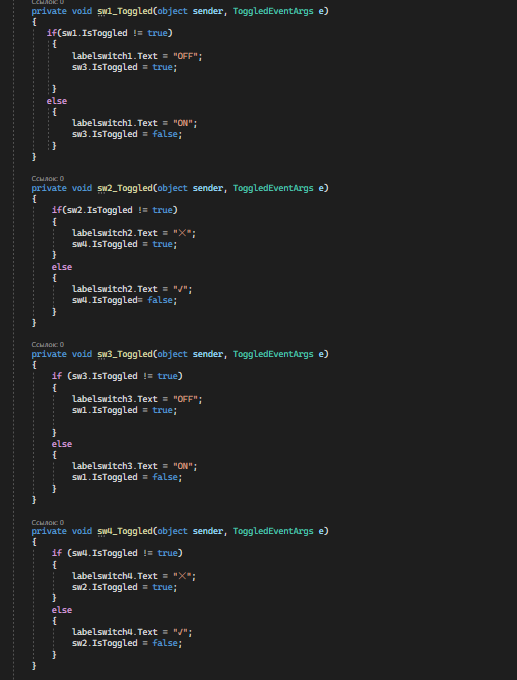 Ссылок: 0
private void sw1_Toggled(object sender, ToggledEventArgs e)
{
if(sw1.IsToggled != true)
{
labelswitch1.Text = "OFF";
sw3.IsToggled = true;
}
else
{
labelswitch1.Text = "ON";
sw3.IsToggled = false;
}
}
Ссылок: 0
private void sw2_Toggled(object sender, ToggledEventArgs e)
{
if(sw2.IsToggled != true)
{
labelswitch2.Text = "╳";
sw4.IsToggled = true;
}
else
{
labelswitch2.Text = "√";
sw4.IsToggled= false;
}
}
Ссылок: 0
private void sw3_Toggled(object sender, ToggledEventArgs e)
{
if (sw3.IsToggled != true)
{
labelswitch3.Text = "OFF";
sw1.IsToggled = true;
}
else
{
labelswitch3.Text = "ON";
sw1.IsToggled = false;
}
}
Ссылок: 0
private void sw4_Toggled(object sender, ToggledEventArgs e)
{
if (sw4.IsToggled != true)
{
labelswitch4.Text = "╳";
sw2.IsToggled = true;
}
else
{
labelswitch4.Text = "√";
sw2.IsToggled = false;
}
}